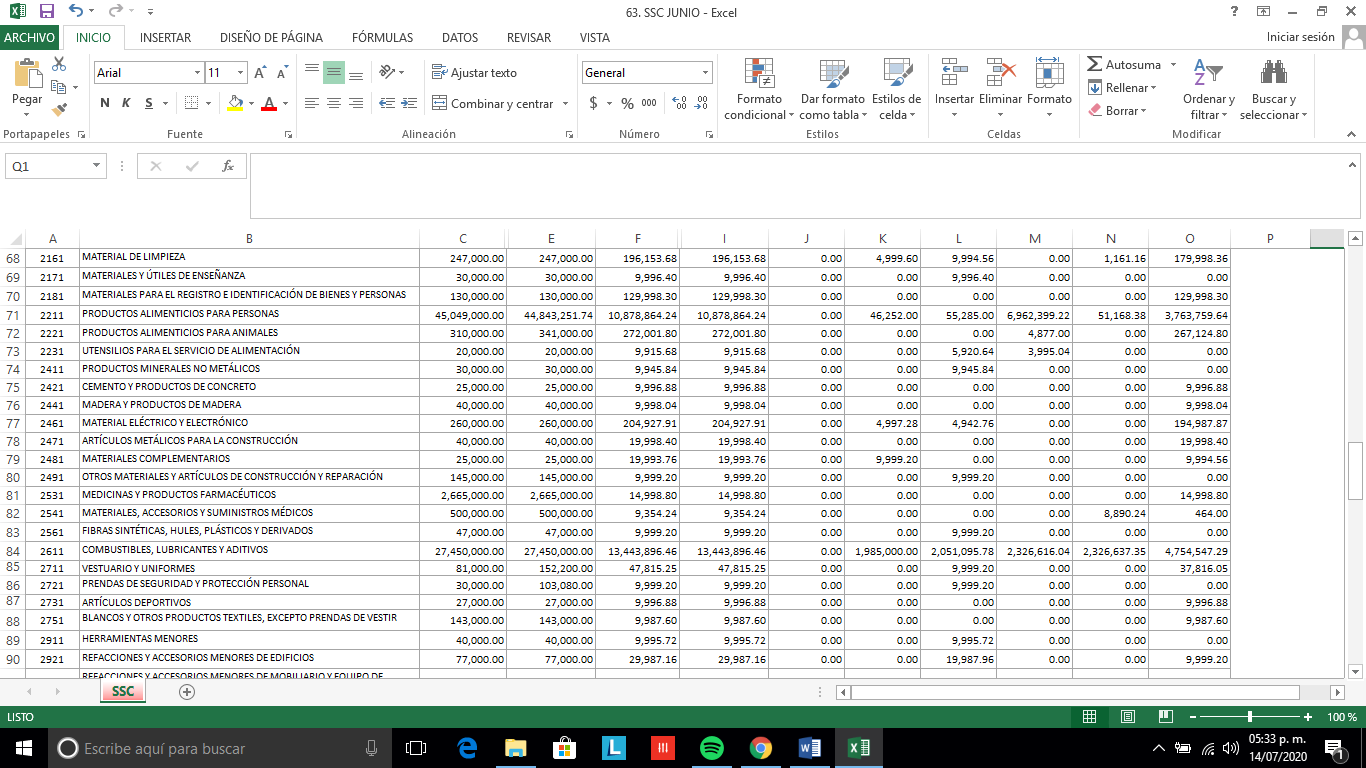 63. SSC JUNIO - Excel
ARCHIVO INICIO INSERTAR DISEÑO DE PÁGINA FÓRMULAS DATOS REVISAR VISTA Iniciar sesión
Arial 11 Ajustar texto General Autosuma
Pegar Rellenar
N K S Combinar y centrar $ % 000 Borrar
Formato condicional Dar formato como tabla Estilos de celda Insertar Eliminar Formato Ordenar y filtrar Buscar y seleccionar
Portapapeles Fuente Alineación Número Estilos Celdas Modificar
Q1 fx
A B C E F I J K L M N O P
68 2161 MATERIAL DE LIMPIEZA 247,000.00 247,000.00 196,153.68 196,153.68 0.00 4,999.60 9,994.56 0.00 1,161.16 179,998.36
69 2171 MATERIALES Y ÚTILES DE ENSEÑANZA 30,000.00 30,000.00 9,996.40 9,996.40 0.00 0.00 9,996.40 0.00 0.00 0.00
70 2181 MATERIALES PARA EL REGISTRO E IDENTIFICACIÓN DE BIENES Y PERSONAS 130,000.00 130,000.00 129,998.30 129,998.30 0.00 0.00 0.00 0.00 0.00 129,998.30
71 2211 PRODUCTOS ALIMENTICIOS PARA PERSONAS 45,049,000.00 44,843,251.74 10,878,864.24 10,878,864.24 0.00 46,252.00 55,285.00 6,962,399.22 51,168.38 3,763,759.64
72 2221 PRODUCTOS ALIMENTICIOS PARA ANIMALES 310,000.00 341,000.00 272,001.80 272,001.80 0.00 0.00 0.00 4,877.00 0.00 267,124.80
73 2231 UTENSILIOS PARA EL SERVICIO DE ALIMENTACIÓN 20,000.00 20,000.00 9,915.68 9,915.68 0.00 0.00 5,920.64 3,995.04 0.00 0.00
74 2411 PRODUCTOS MINERALES NO METÁLICOS 30,000.00 30,000.00 9,945.84 9,945.84 0.00 0.00 9,945.84 0.00 0.00 0.00
75 2421 CEMENTO Y PRODUCTOS DE CONCRETO 25,000.00 25,000.00 9,996.88 9,996.88 0.00 0.00 0.00 0.00 0.00 9,996.88
76 2441 MADERA Y PRODUCTOS DE MADERA 40,000.00 40,000.00 9,998.04 9,998.04 0.00 0.00 0.00 0.00 0.00 9,998.04
77 2461 MATERIAL ELÉCTRICO Y ELECTRÓNICO 260,000.00 260,000.00 204,927.91 204,927.91 0.00 4,997.28 4,942.76 0.00 0.00 194,987.87
78 2471 ARTÍCULOS METÁLICOS PARA LA CONSTRUCCIÓN 40,000.00 40,000.00 19,998.40 19,998.40 0.00 0.00 0.00 0.00 0.00 19,998.40
79 2481 MATERIALES COMPLEMENTARIOS 25,000.00 25,000.00 19,993.76 19,993.76 0.00 9,999.20 0.00 0.00 0.00 9,994.56
80 2491 OTROS MATERIALES Y ARTÍCULOS DE CONSTRUCCIÓN Y REPARACIÓN 145,000.00 145,000.00 9,999.20 9,999.20 0.00 0.00 9,999.20 0.00 0.00 0.00
81 2531 MEDICINAS Y PRODUCTOS FARMACÉUTICOS 2,665,000.00 2,665,000.00 14,998.80 14,998.80 0.00 0.00 0.00 0.00 0.00 14,998.80
82 2541 MATERIALES, ACCESORIOS Y SUMINISTROS MÉDICOS 500,000.00 500,000.00 9,354.24 9,354.24 0.00 0.00 0.00 0.00 8,890.24 464.00
83 2561 FIBRAS SINTÉTICAS, HULES, PLÁSTICOS Y DERIVADOS 47,000.00 47,000.00 9,999.20 9,999.20 0.00 0.00 9,999.20 0.00 0.00 0.00
84 2611 COMBUSTIBLES, LUBRICANTES Y ADITIVOS 27,450,000.00 27,450,000.00 13,443,896.46 13,443,896.46 0.00 1,985,000.00 2,051,095.78 2,326,616.04 2,326,637.35 4,754,547.29
85 2711 VESTUARIO Y UNIFORMES 81,000.00 152,200.00 47,815.25 47,815.25 0.00 0.00 9,999.20 0.00 0.00 37,816.05
86 2721 PRENDAS DE SEGURIDAD Y PROTECCIÓN PERSONAL 30,000.00 103,080.00 9,999.20 9,999.20 0.00 0.00 9,999.20 0.00 0.00 0.00
87 2731 ARTÍCULOS DEPORTIVOS 27,000.00 27,000.00 9,996.88 9,996.88 0.00 0.00 0.00 0.00 0.00 9,996.88
88 2751 BLANCOS Y OTROS PRODUCTOS TEXTILES, EXCEPTO PRENDAS DE VESTIR 143,000.00 143,000.00 9,987.60 9,987.60 0.00 0.00 0.00 0.00 0.00 9,987.60
89 2911 HERRAMIENTAS MENORES 40,000.00 40,000.00 9,995.72 9,995.72 0.00 0.00 9,995.72 0.00 0.00 0.00
90 2921 REFACCIONES Y ACCESORIOS MENORES DE EDIFICIOS 77,000.00 77,000.00 29,987.16 29,987.16 0.00 0.00 19,987.96 0.00 0.00 9,999.20
REFACCIONES Y ACCESORIOS MENORES DE MOBILIARIO Y EQUIPO DE
SSC
LISTO 100 %
Escribe aquí para buscar
05:33 p. m.
14/07/2020